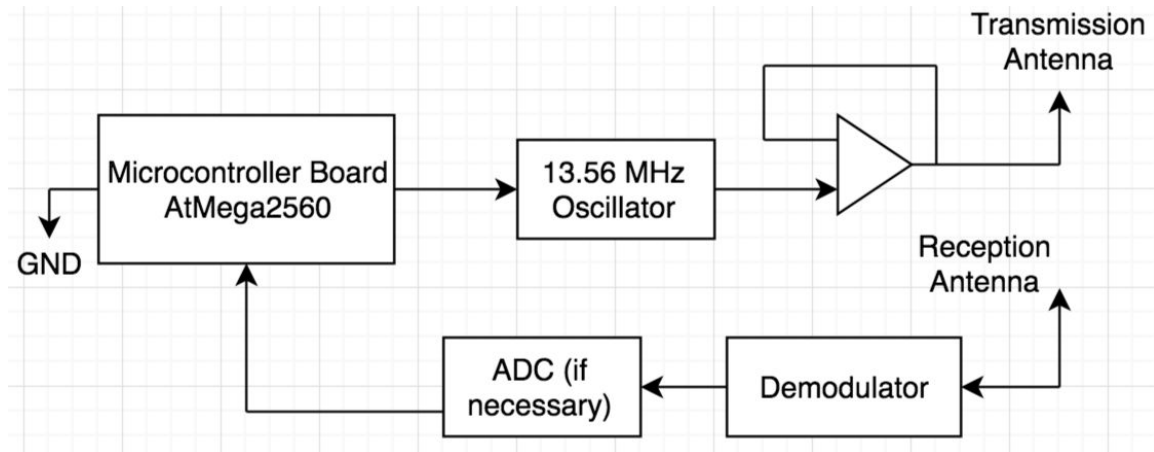 Transmission
Antenna
Microcontroller Board
AtMega2560
13.56 MHz
Oscillator
GND
Reception
Antenna
ADC (if
necessary)
Demodulator